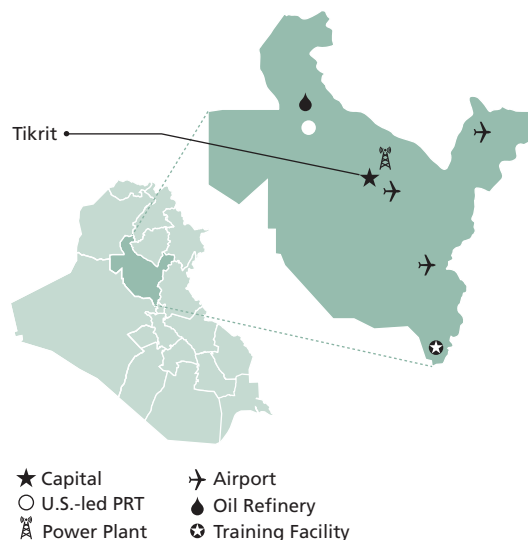 Tikrit
Capital
Airport
U.S.-led PRT
Oil Refinery
Power Plant
Training Facility